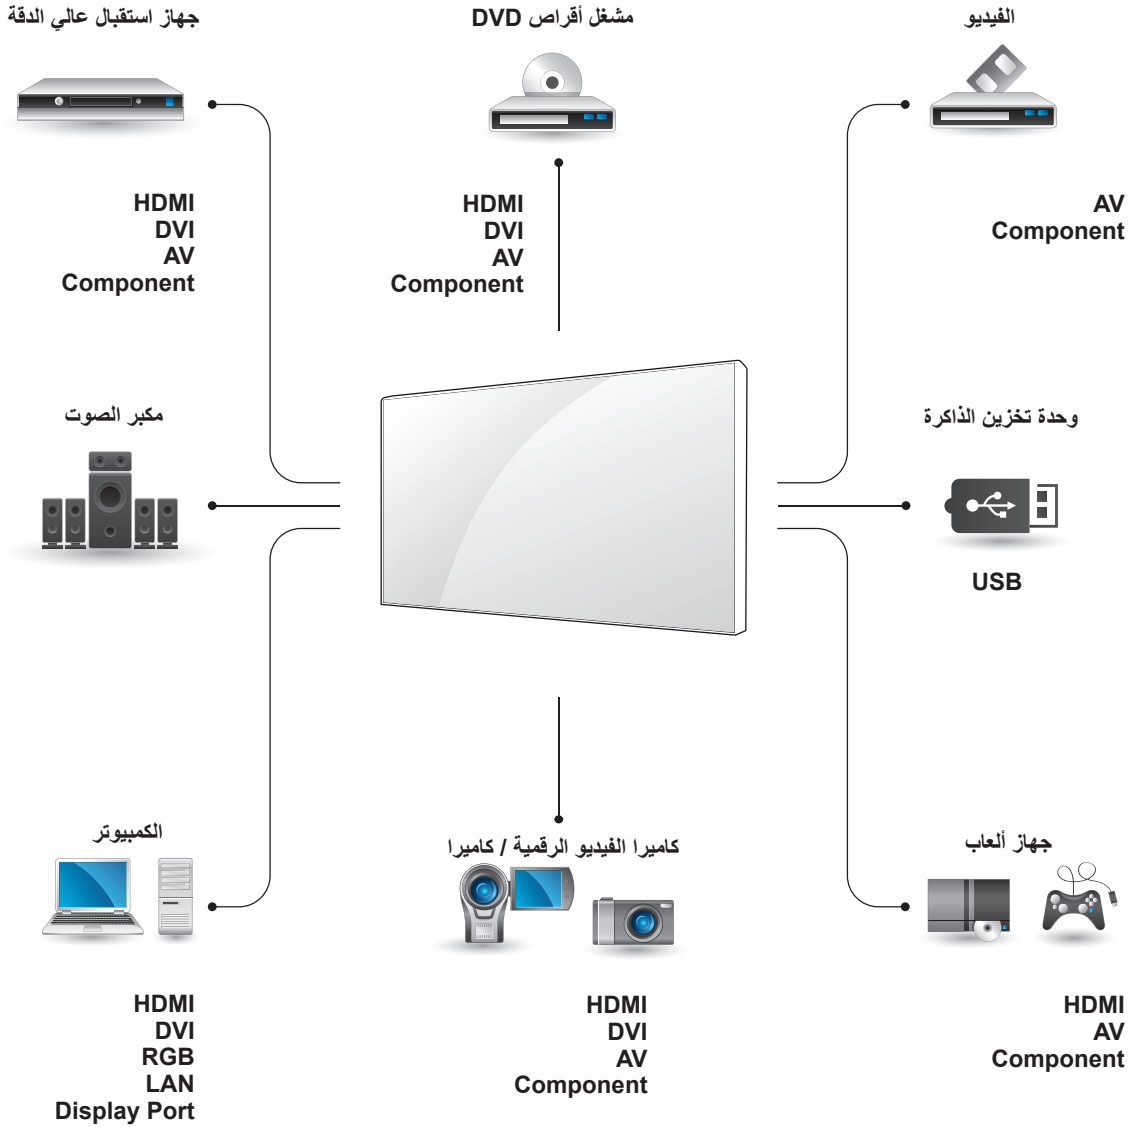 الفيديو
AV
Component
مشغل أقراص DVD
HDMI
DVI
AV
Component
جهاز استقبال عالي الدقة
HDMI
DVI
AV
Component
وحدة تخزين الذاكرة
USB
مكبر الصوت
جهاز ألعاب
HDMI
AV
Component
كاميرا الفيديو الرقمية / كاميرا
HDMI
DVI
AV
Component
الكمبيوتر
HDMI
DVI
RGB
LAN
Display Port